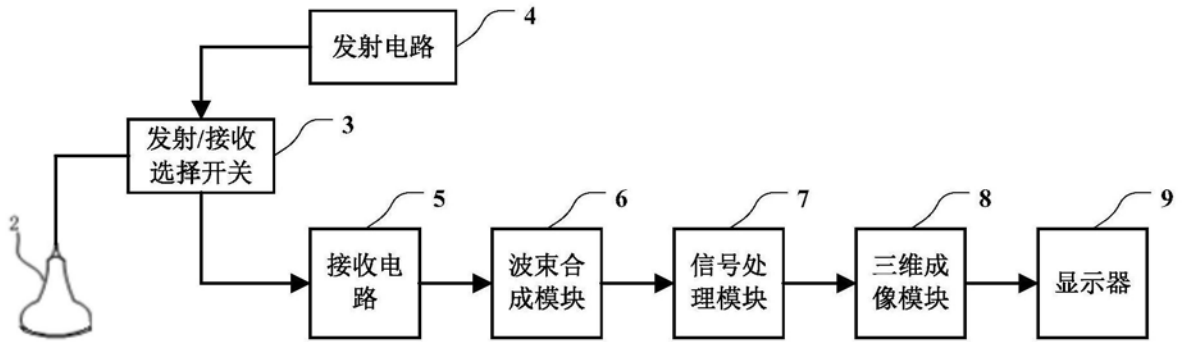 发射电路
4
发射/接收
选择开关
3
2
接收电
路
5
波束合
成模块
6
信号处
理模块
7
三维成
像模块
8
显示器
9